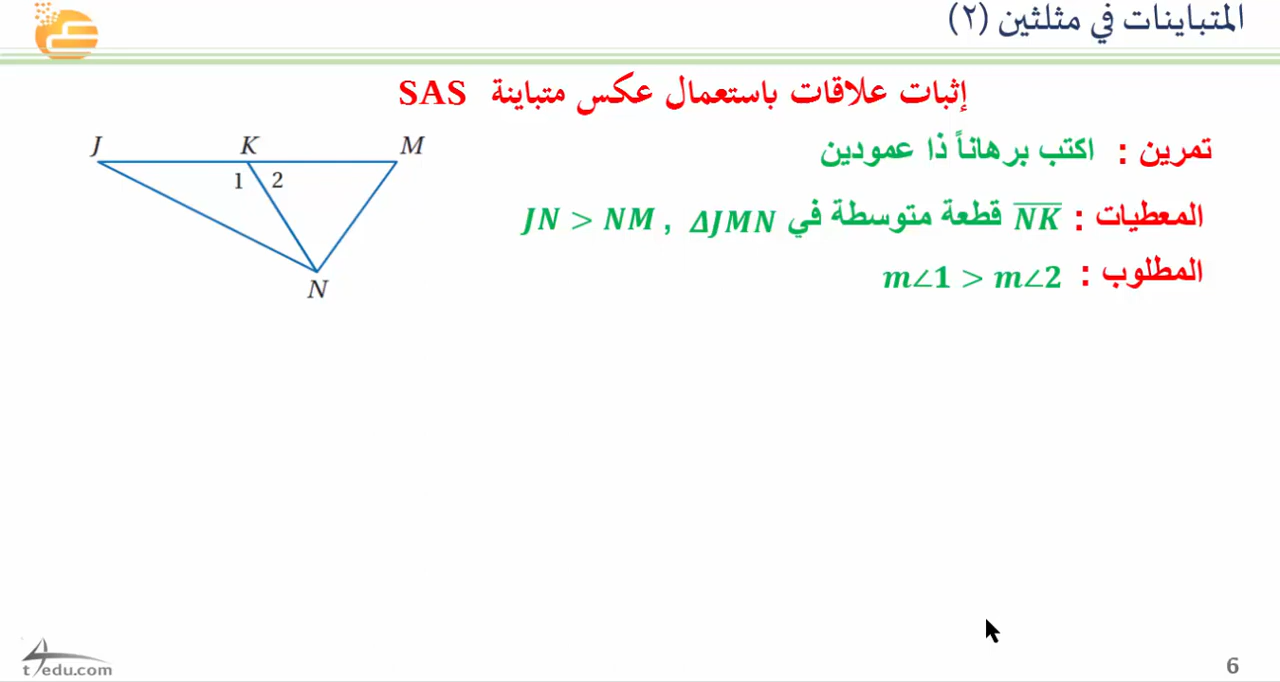 المتباينات في مثلثين (٢)
إثبات علاقات باستعمال عكس متباينة SAS
تمرين : اكتب برهاناً ذا عمودين
المعطيات : NK قطعة متوسطة في ΔJMN , JN > NM
المطلوب : m∠1 > m∠2
J K M
1 2
N
t4edu.com
6